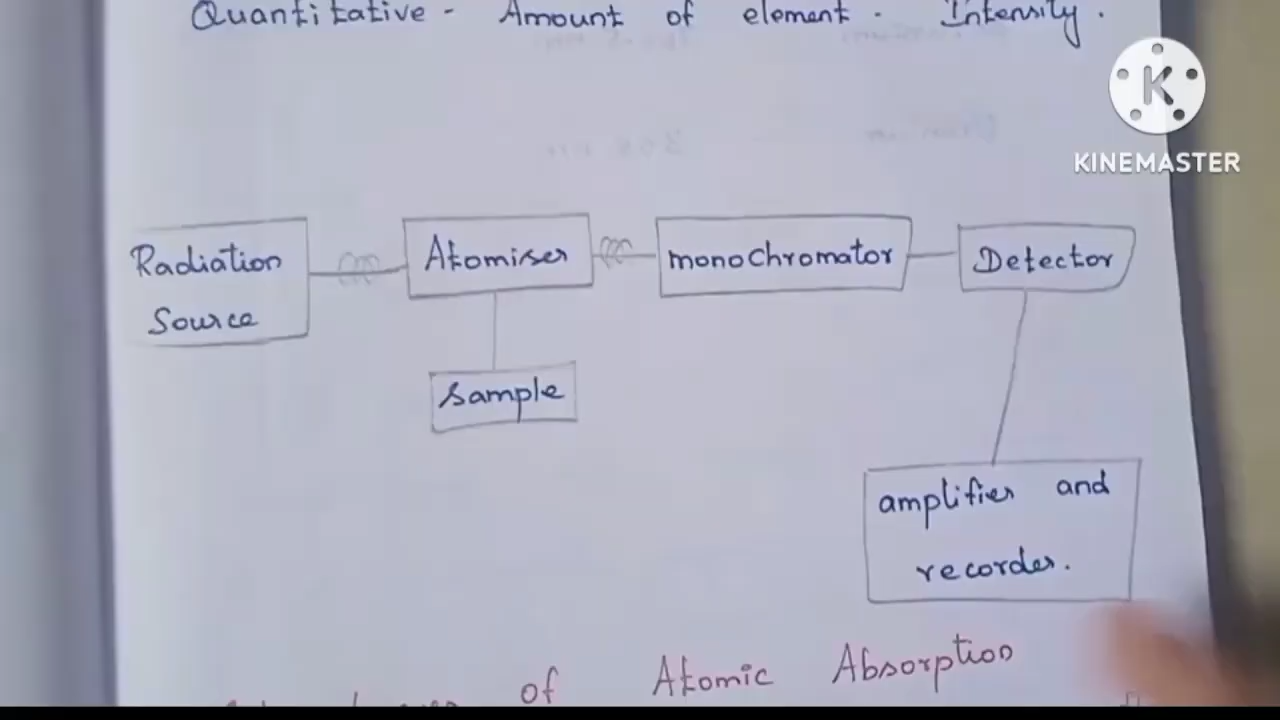 Quantitative - Amount of element. Intensity.
KINEMASTER
Radiation
Source
Atomiser
monochromator
Detector
Sample
amplifier and
recorder.
of Atomic Absorption